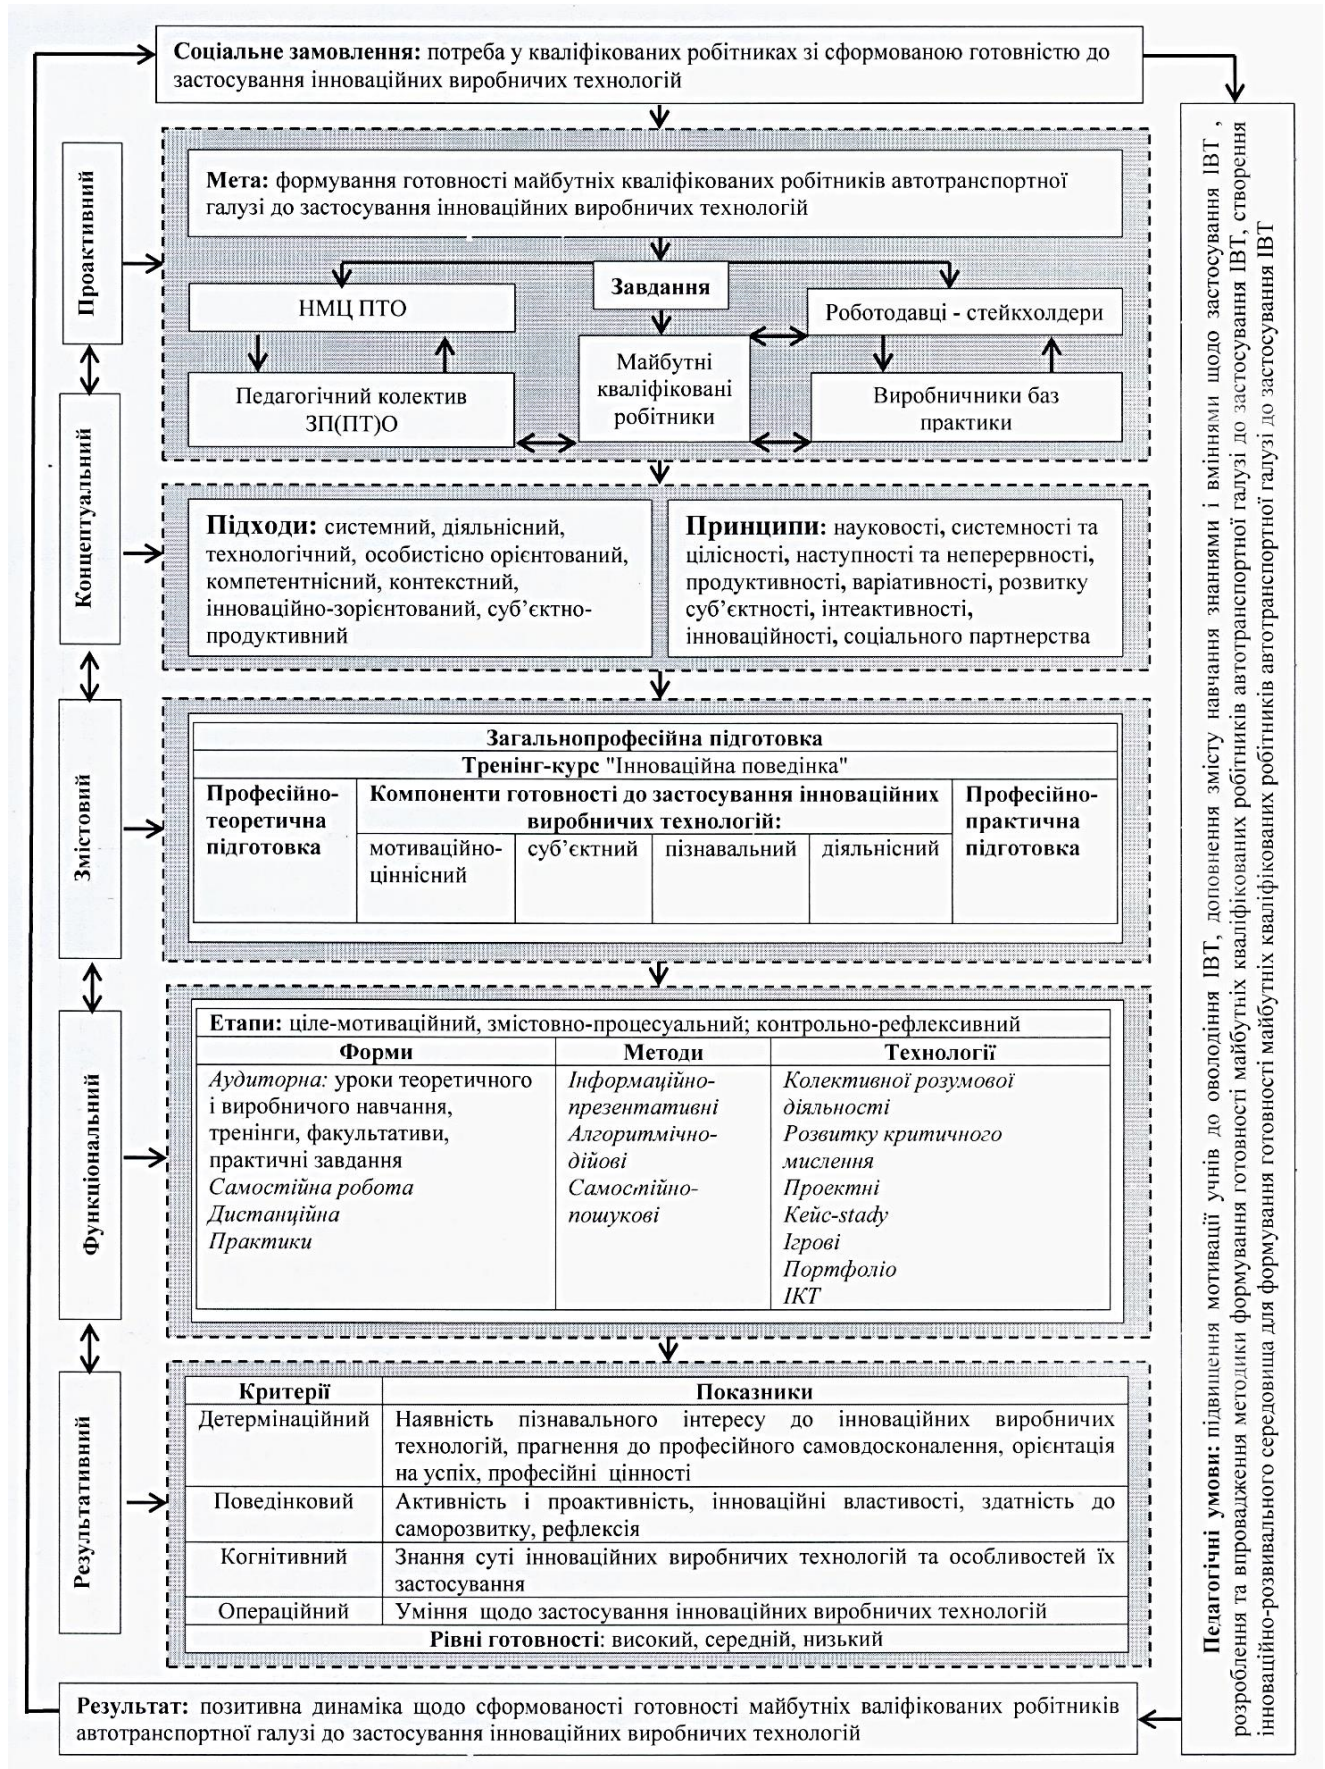 Соціальне замовлення: потреба у кваліфікованих робітниках зі сформованою готовністю до
застосування інноваційних виробничих технологій
Проактивний
Мета: формування готовності майбутніх кваліфікованих робітників автотранспортної
галузі до застосування інноваційних виробничих технологій
Завдання
НМЦ ПТО
Роботодавці - стейкхолдери
Майбутні
кваліфіковані
робітники
Педагогічний колектив
ЗП(ПТ)О
Виробничники баз
практики
Концептуальний
Підходи: системний, діяльнісний,
технологічний, особистісно орієнтований,
компетентнісний, контекстний,
інноваційно-зорієнтований, суб’єктно-
продуктивний
Принципи: науковості, системності та
цілісності, наступності та неперервності,
продуктивності, варіативності, розвитку
суб’єктності, інтеактивності,
інноваційності, соціального партнерства
Змістовий
Загальнопрофесійна підготовка
Тренінг-курс "Інноваційна поведінка"
Професійно-
теоретична
підготовка
Компоненти готовності до застосування інноваційних
виробничих технологій:
мотиваційно-
ціннісний
суб’єктний
пізнавальний
діяльнісний
Професійно-
практична
підготовка
Функціональний
Етапи: ціле-мотиваційний, змістовно-процесуальний; контрольно-рефлексивний
Форми
Аудиторна: уроки теоретичного
і виробничого навчання,
тренінги, факультативи,
практичні завдання
Самостійна робота
Дистанційна
Практики
Методи
Інформаційно-
презентативні
Алгоритмічно-
дійові
Самостійно-
пошукові
Технології
Колективної розумової
діяльності
Розвитку критичного
мислення
Проектні
Кейс-stady
Ігрові
Портфоліо
ІКТ
Результативний
Критерії
Показники
Детермінаційний
Наявність пізнавального інтересу до інноваційних виробничих
технологій, прагнення до професійного самовдосконалення, орієнтація
на успіх, професійні цінності
Поведінковий
Активність і проактивність, інноваційні властивості, здатність до
саморозвитку, рефлексія
Когнітивний
Знання суті інноваційних виробничих технологій та особливостей їх
застосування
Операційний
Уміння щодо застосування інноваційних виробничих технологій
Рівні готовності: високий, середній, низький
Педагогічні умови: підвищення мотивації учнів до оволодіння ІВТ, доповнення змісту навчання знаннями і вміннями щодо застосування ІВТ ,
розроблення та впровадження методики формування готовності майбутніх кваліфікованих робітників автотранспортної галузі до застосування ІВТ, створення
інноваційно-розвивального середовища для формування готовності майбутніх кваліфікованих робітників автотранспортної галузі до застосування ІВТ
Результат: позитивна динаміка щодо сформованості готовності майбутніх валіфікованих робітників
автотранспортної галузі до застосування інноваційних виробничих технологій